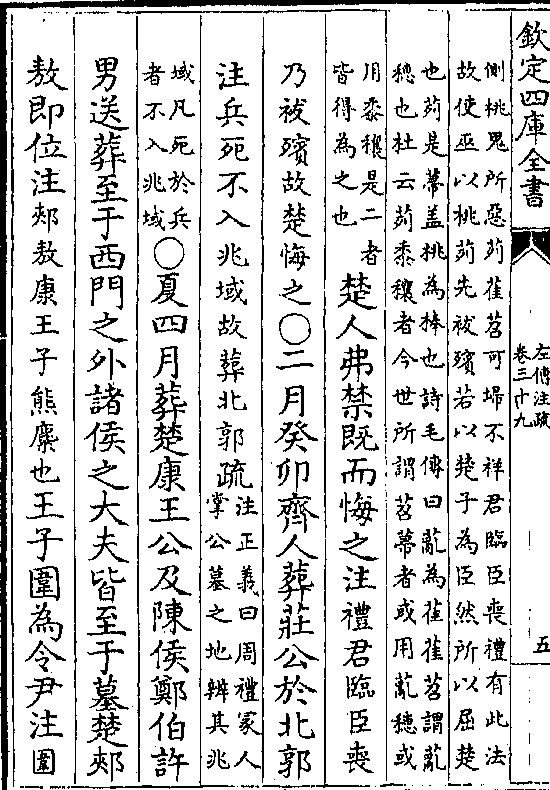 欽定四庫全書
左傳注疏
卷三十九
五
側桃鬼所惡茢萑苕可埽不祥君臨臣喪禮有此法
故使巫以桃茢先祓殯若以楚子為臣然所以屈楚
也茢是帚盖桃為棒也詩毛傳曰薍為萑萑苕謂薍
穗也杜云茢黍穰者今世所謂苕帚者或用薍穗或
用黍穰是二者
皆得為之也
楚人弗禁既而悔之注禮君臨臣喪
乃祓殯故楚悔之○二月癸卯齊人葬莊公於北郭
注兵死不入兆域故葬北郭疏
注正義曰周禮冢人
掌公墓之地辨其兆
域凡死於兵
者不入兆域
○夏四月葬楚康王公及陳侯鄭伯許
男送葬至于西門之外諸侯之大夫皆至于墓楚郟
敖即位注郟敖康王子熊麇也王子圍為令尹注圍